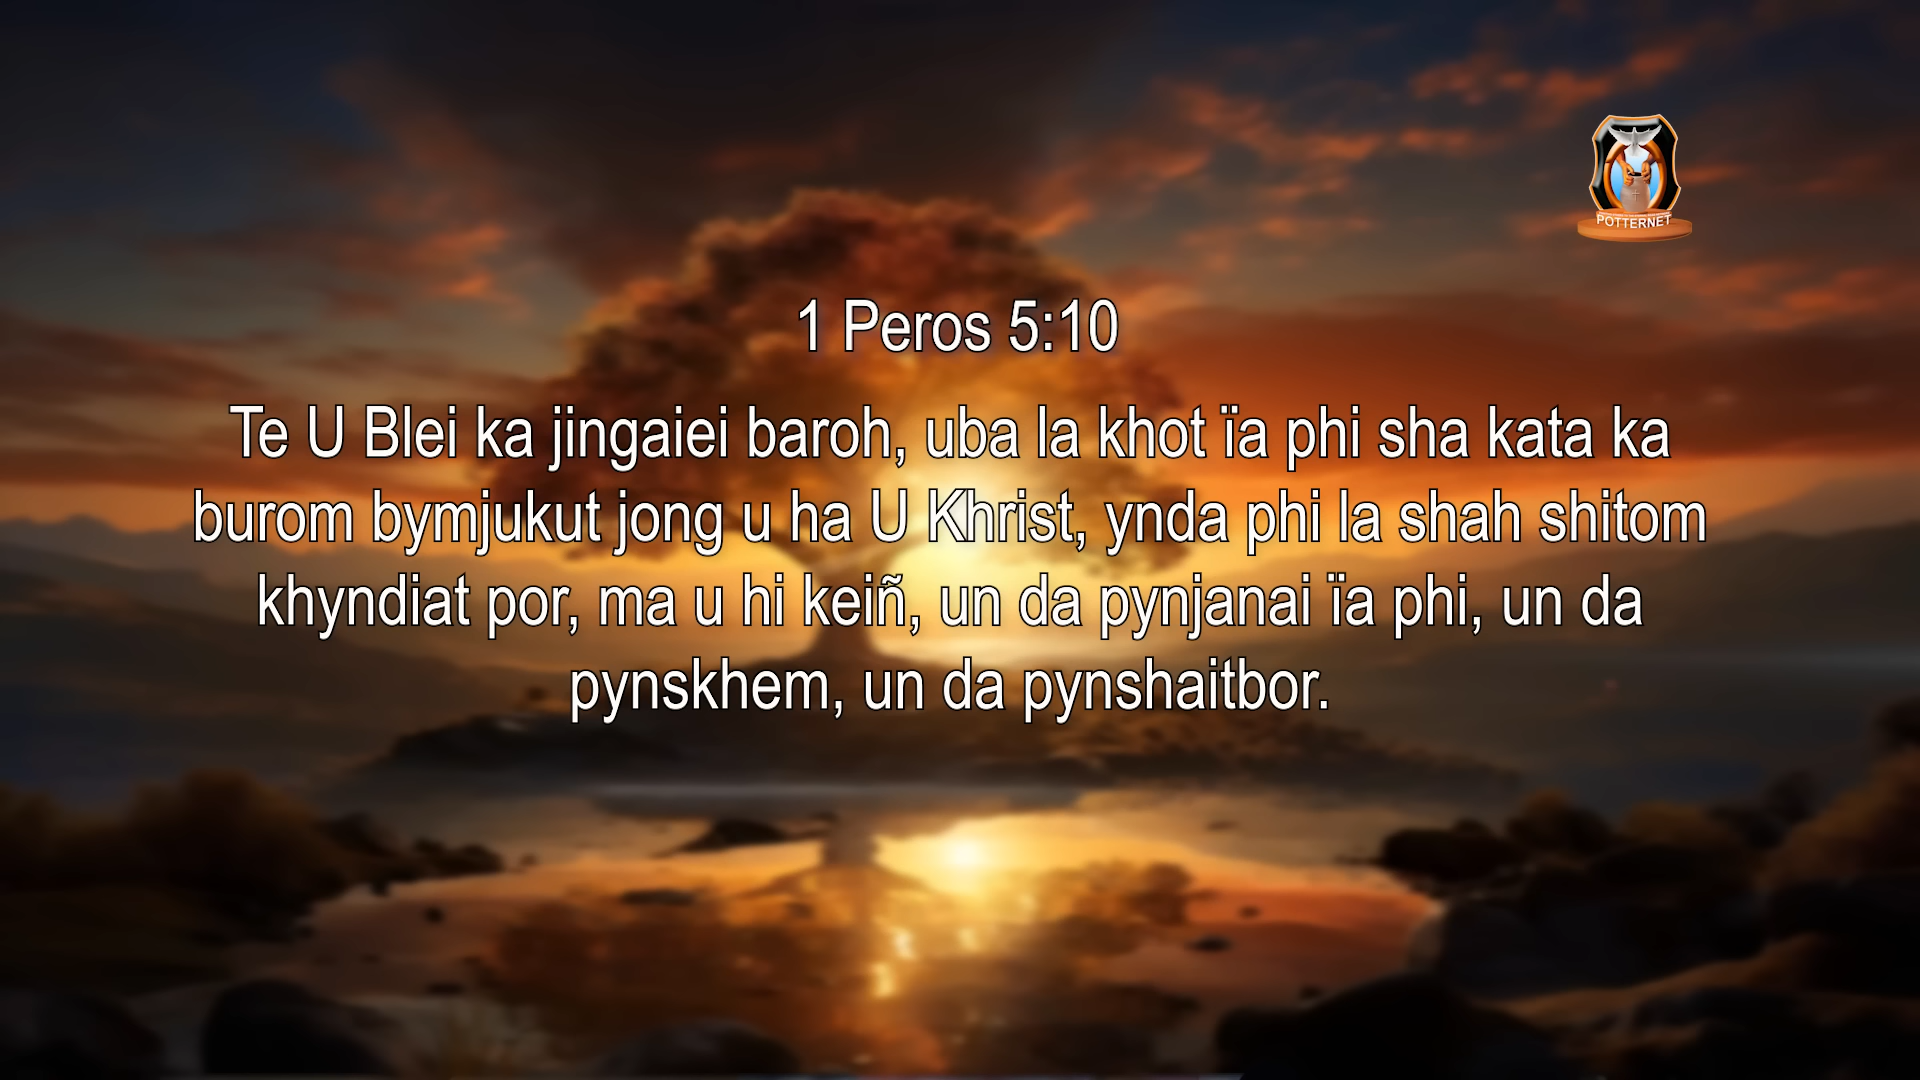 POTTERNET
1 Peros 5:10
Te U Blei ka jingaiei baroh, uba la khot ïa phi sha kata ka
burom bymjukut jong u ha U Khrist, ynda phi la shah shitom
khyndiat por, ma u hi keiñ, un da pynjanai ïa phi, un da
pynskhem, un da pynshaitbor.